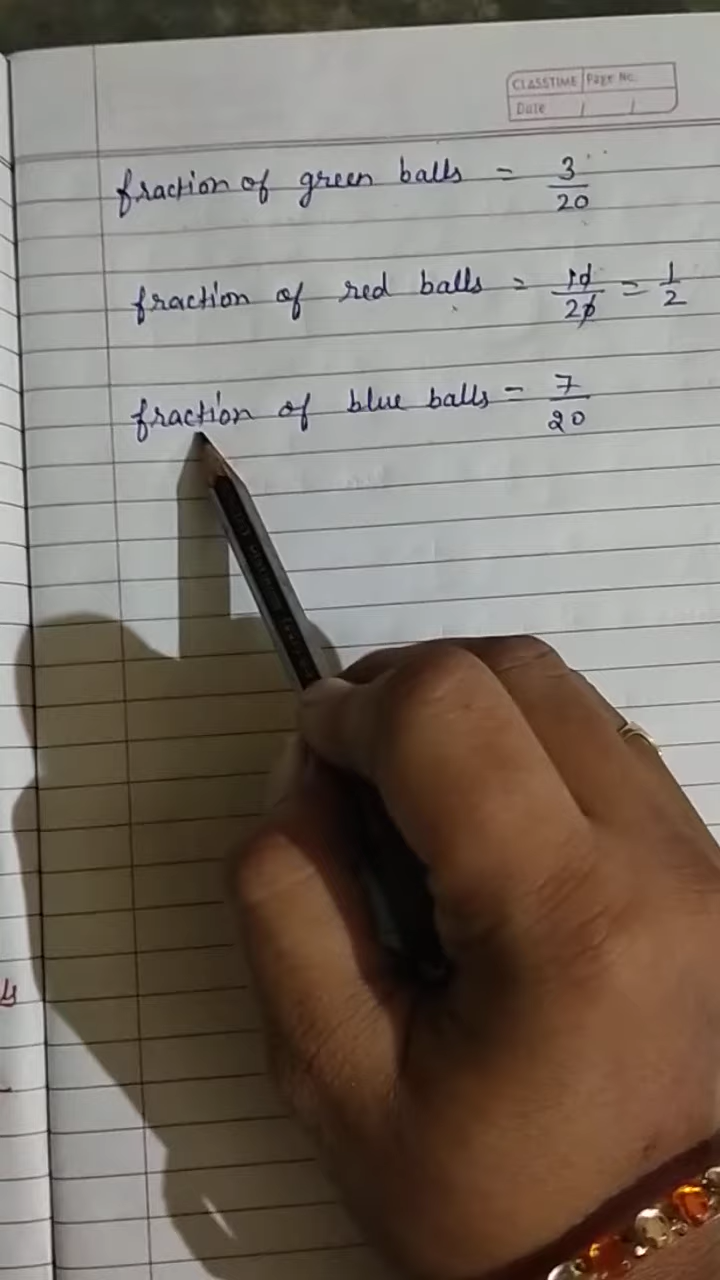 CLASSTIME Page No.
Date / /
fraction of green balls = 3/20
fraction of red balls = 10/20 = 1/2
fraction of blue balls = 7/20